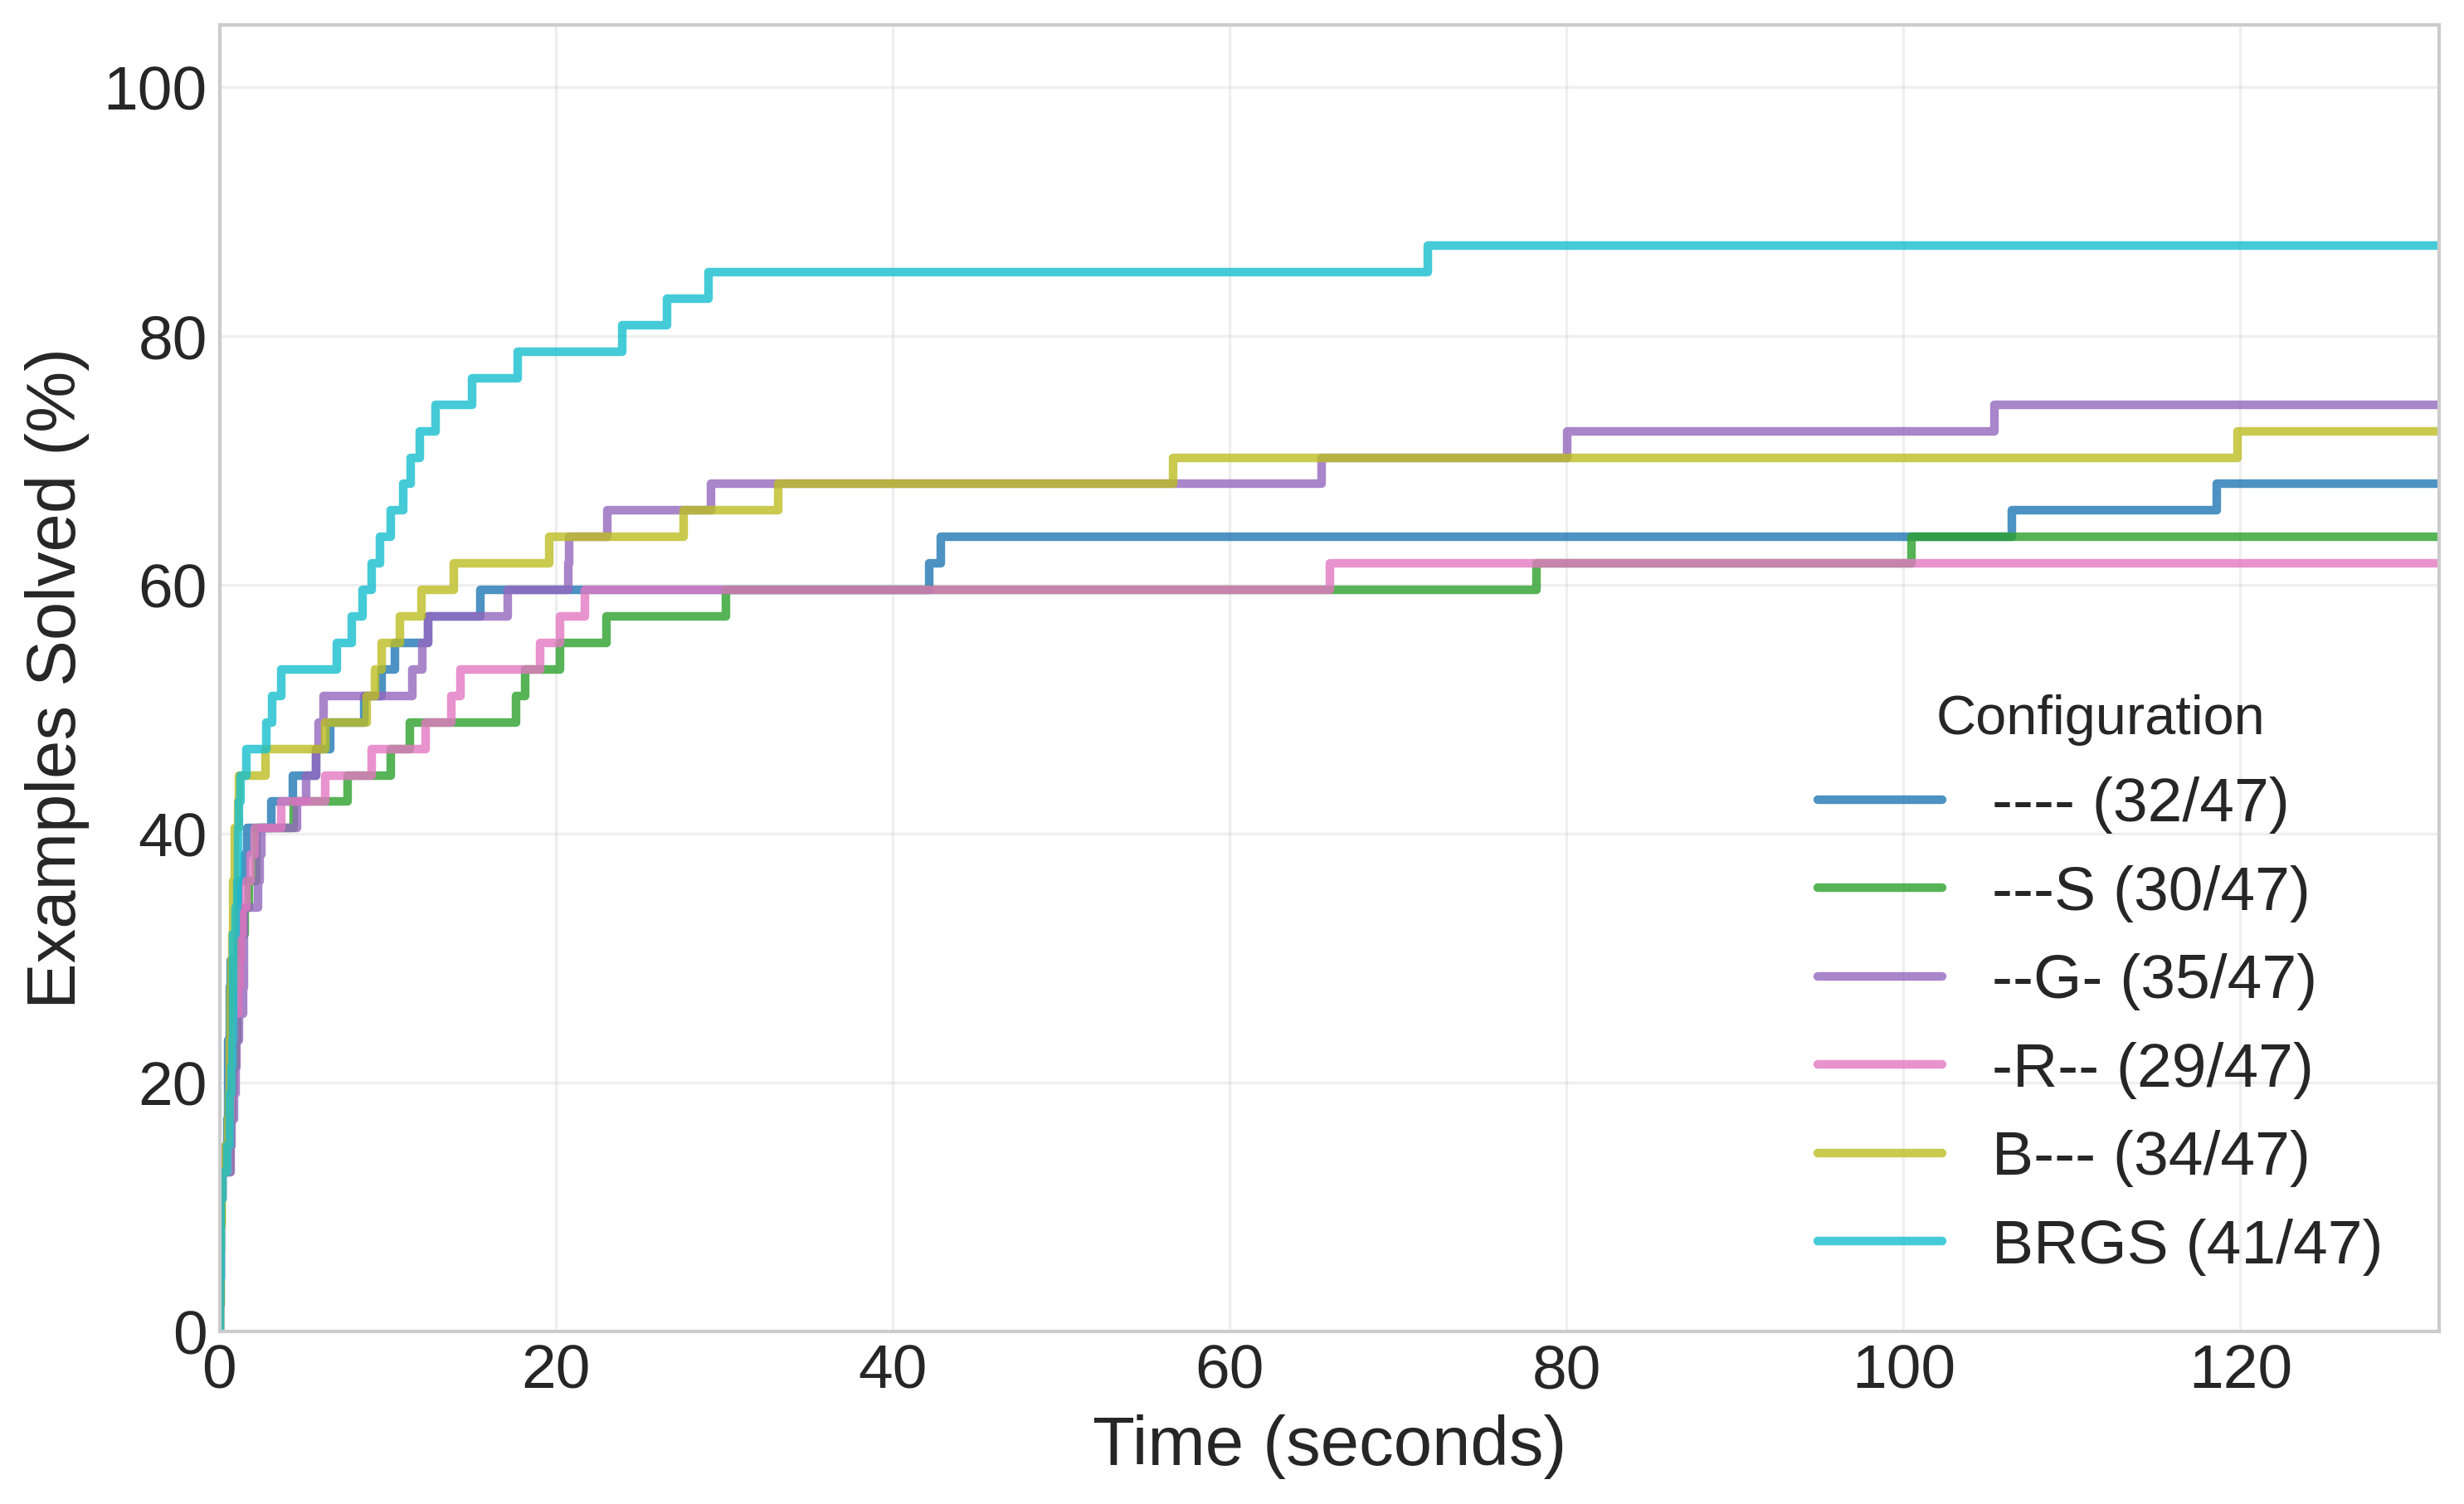 100
80
60
40
20
0
Examples Solved (%)
0 20 40 60 80 100 120
Time (seconds)
Configuration
---- (32/47)
---S (30/47)
--G- (35/47)
-R-- (29/47)
B--- (34/47)
BRGS (41/47)